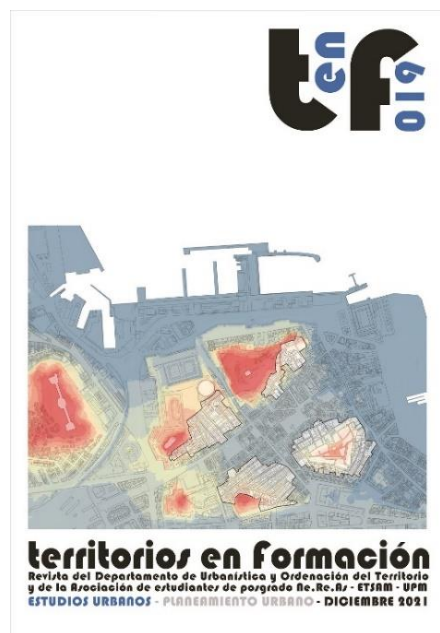 ten
f
019
territorios en Formación
Revista del Departamento de Urbanística y Ordenación del Territorio
y de la Asociación de estudiantes de posgrado Ne.Re.As - ETSAM - UPM
ESTUDIOS URBANOS - PLANEAMIENTO URBANO - DICIEMBRE 2021